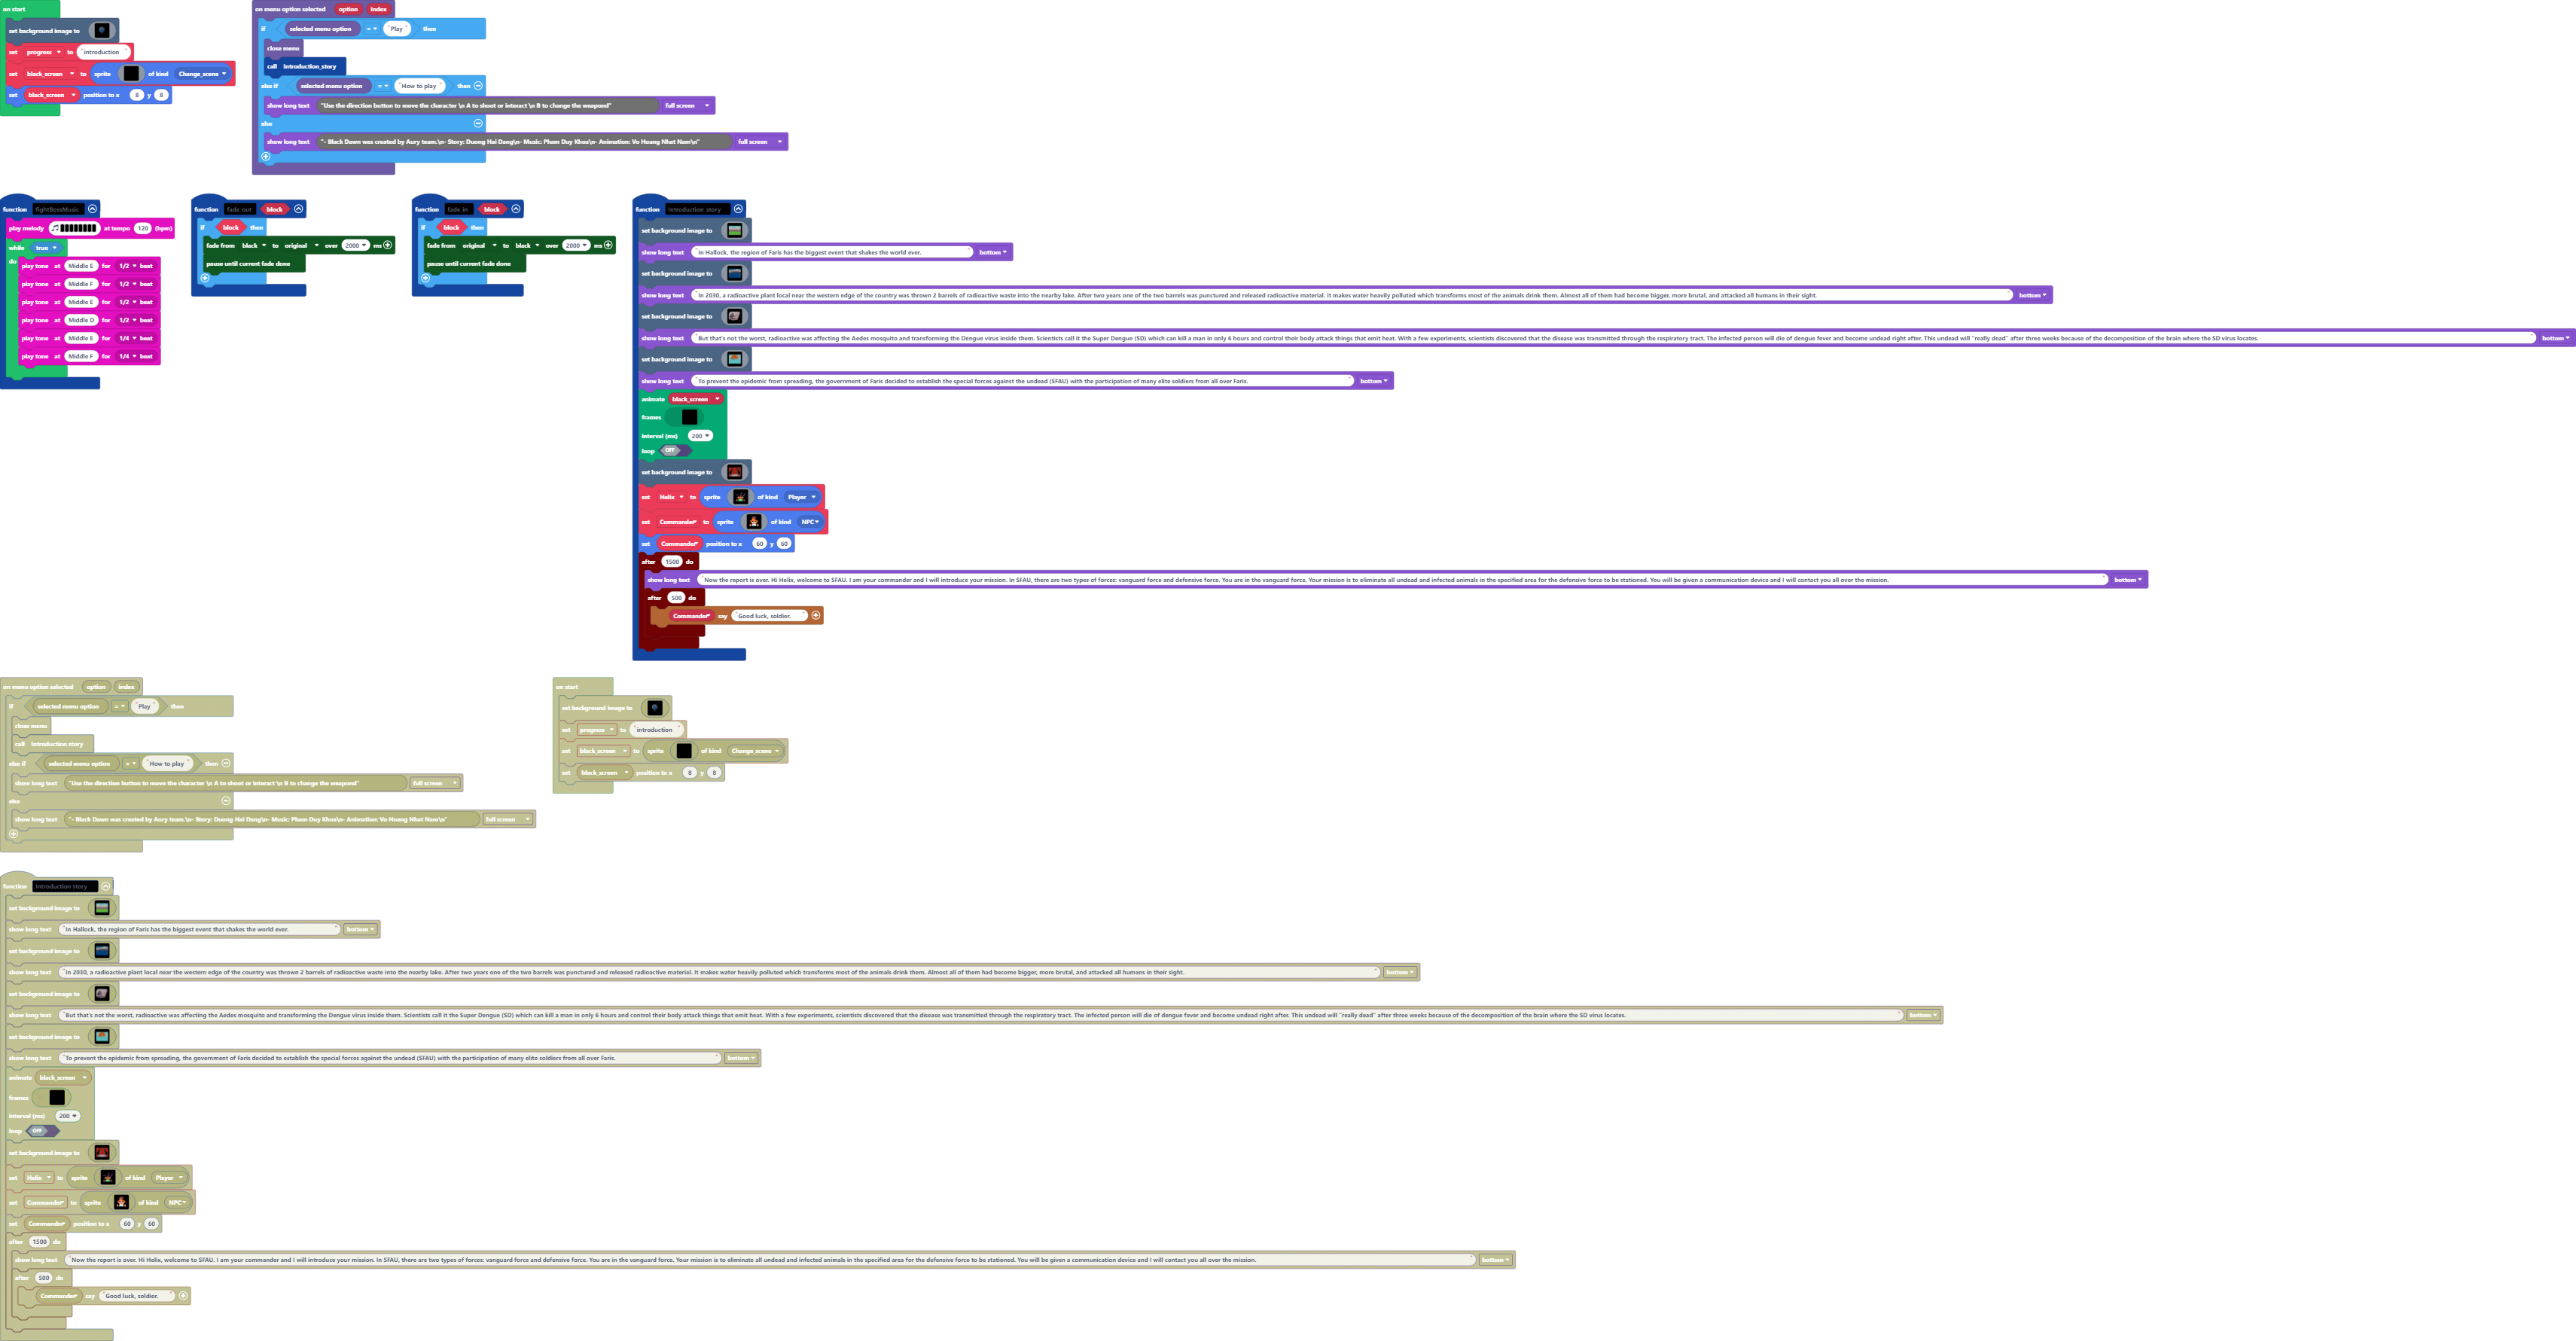 on start
set background image to
set progress to "introduction"
set black_screen to sprite of kind Change_scene
set black_screen position to x 8 y 8
on menu option selected option index
if selected menu option = "Play" then
close menu
call Introduction_story
else if selected menu option = "How to play" then
show long text "Use the direction button to move the character \n A to shoot or interact \n B to change the weapond" full screen
else
show long text "- Black Dawn was created by Aury team.\n- Story: Duong Hai Dang\n- Music: Pham Duy Khoa\n- Animation: Vo Hoang Nhat Nam\n" full screen
function fightBossMusic
play melody at tempo 120 (bpm)
while true
do
play tone at Middle E for 1/2 beat
play tone at Middle F for 1/2 beat
play tone at Middle E for 1/2 beat
play tone at Middle D for 1/2 beat
play tone at Middle E for 1/4 beat
play tone at Middle F for 1/4 beat
function fade out block
if block then
fade from black to original over 2000 ms
pause until current fade done
function fade in block
if block then
fade from original to black over 2000 ms
pause until current fade done
function Introduction story
set background image to
show long text "In Hallock, the region of Faris has the biggest event that shakes the world ever." bottom
set background image to
show long text "In 2030, a radioactive plant local near the western edge of the country was thrown 2 barrels of radioactive waste into the nearby lake. After two years one of the two barrels was punctured and released radioactive material. It makes water heavily polluted which transforms most of the animals drink them. Almost all of them had become bigger, more brutal, and attacked all humans in their sight." bottom
set background image to
show long text "But that's not the worst, radioactive was affecting the Aedes mosquito and transforming the Dengue virus inside them. Scientists call it the Super Dengue (SD) which can kill a man in only 6 hours and control their body attack things that emit heat. With a few experiments, scientists discovered that the disease was transmitted through the respiratory tract. The infected person will die of dengue fever and become undead right after. This undead will "really dead" after three weeks because of the decomposition of the brain where the SD virus locates." bottom
set background image to
show long text "To prevent the epidemic from spreading, the government of Faris decided to establish the special forces against the undead (SFAU) with the participation of many elite soldiers from all over Faris." bottom
animate black_screen
frames
interval (ms) 200
loop OFF
set background image to
set Helix to sprite of kind Player
set Commander to sprite of kind NPC
set Commander position to x 60 y 60
after 1500 do
show long text "Now the report is over. Hi Helix, welcome to SFAU. I am your commander and I will introduce your mission. In SFAU, there are two types of forces: vanguard force and defensive force. You are in the vanguard force. Your mission is to eliminate all undead and infected animals in the specified area for the defensive force to be stationed. You will be given a communication device and I will contact you all over the mission." bottom
after 500 do
Commander say "Good luck, soldier."
on menu option selected option index
if selected menu option = "Play" then
close menu
call Introduction story
else if selected menu option = "How to play" then
show long text "Use the direction button to move the character \n A to shoot or interact \n B to change the weapond" full screen
else
show long text "- Black Dawn was created by Aury team.\n- Story: Duong Hai Dang\n- Music: Pham Duy Khoa\n- Animation: Vo Hoang Nhat Nam\n" full screen
on start
set background image to
set progress to "introduction"
set black_screen to sprite of kind Change_scene
set black_screen position to x 8 y 8
function Introduction story
set background image to
show long text "In Hallock, the region of Faris has the biggest event that shakes the world ever." bottom
set background image to
show long text "In 2030, a radioactive plant local near the western edge of the country was thrown 2 barrels of radioactive waste into the nearby lake. After two years one of the two barrels was punctured and released radioactive material. It makes water heavily polluted which transforms most of the animals drink them. Almost all of them had become bigger, more brutal, and attacked all humans in their sight." bottom
set background image to
show long text "But that's not the worst, radioactive was affecting the Aedes mosquito and transforming the Dengue virus inside them. Scientists call it the Super Dengue (SD) which can kill a man in only 6 hours and control their body attack things that emit heat. With a few experiments, scientists discovered that the disease was transmitted through the respiratory tract. The infected person will die of dengue fever and become undead right after. This undead will "really dead" after three weeks because of the decomposition of the brain where the SD virus locates." bottom
set background image to
show long text "To prevent the epidemic from spreading, the government of Faris decided to establish the special forces against the undead (SFAU) with the participation of many elite soldiers from all over Faris." bottom
animate black_screen
frames
interval (ms) 200
loop OFF
set background image to
set Helix to sprite of kind Player
set Commander to sprite of kind NPC
set Commander position to x 60 y 60
after 1500 do
show long text "Now the report is over. Hi Helix, welcome to SFAU. I am your commander and I will introduce your mission. In SFAU, there are two types of forces: vanguard force and defensive force. You are in the vanguard force. Your mission is to eliminate all undead and infected animals in the specified area for the defensive force to be stationed. You will be given a communication device and I will contact you all over the mission." bottom
after 500 do
Commander say "Good luck, soldier."